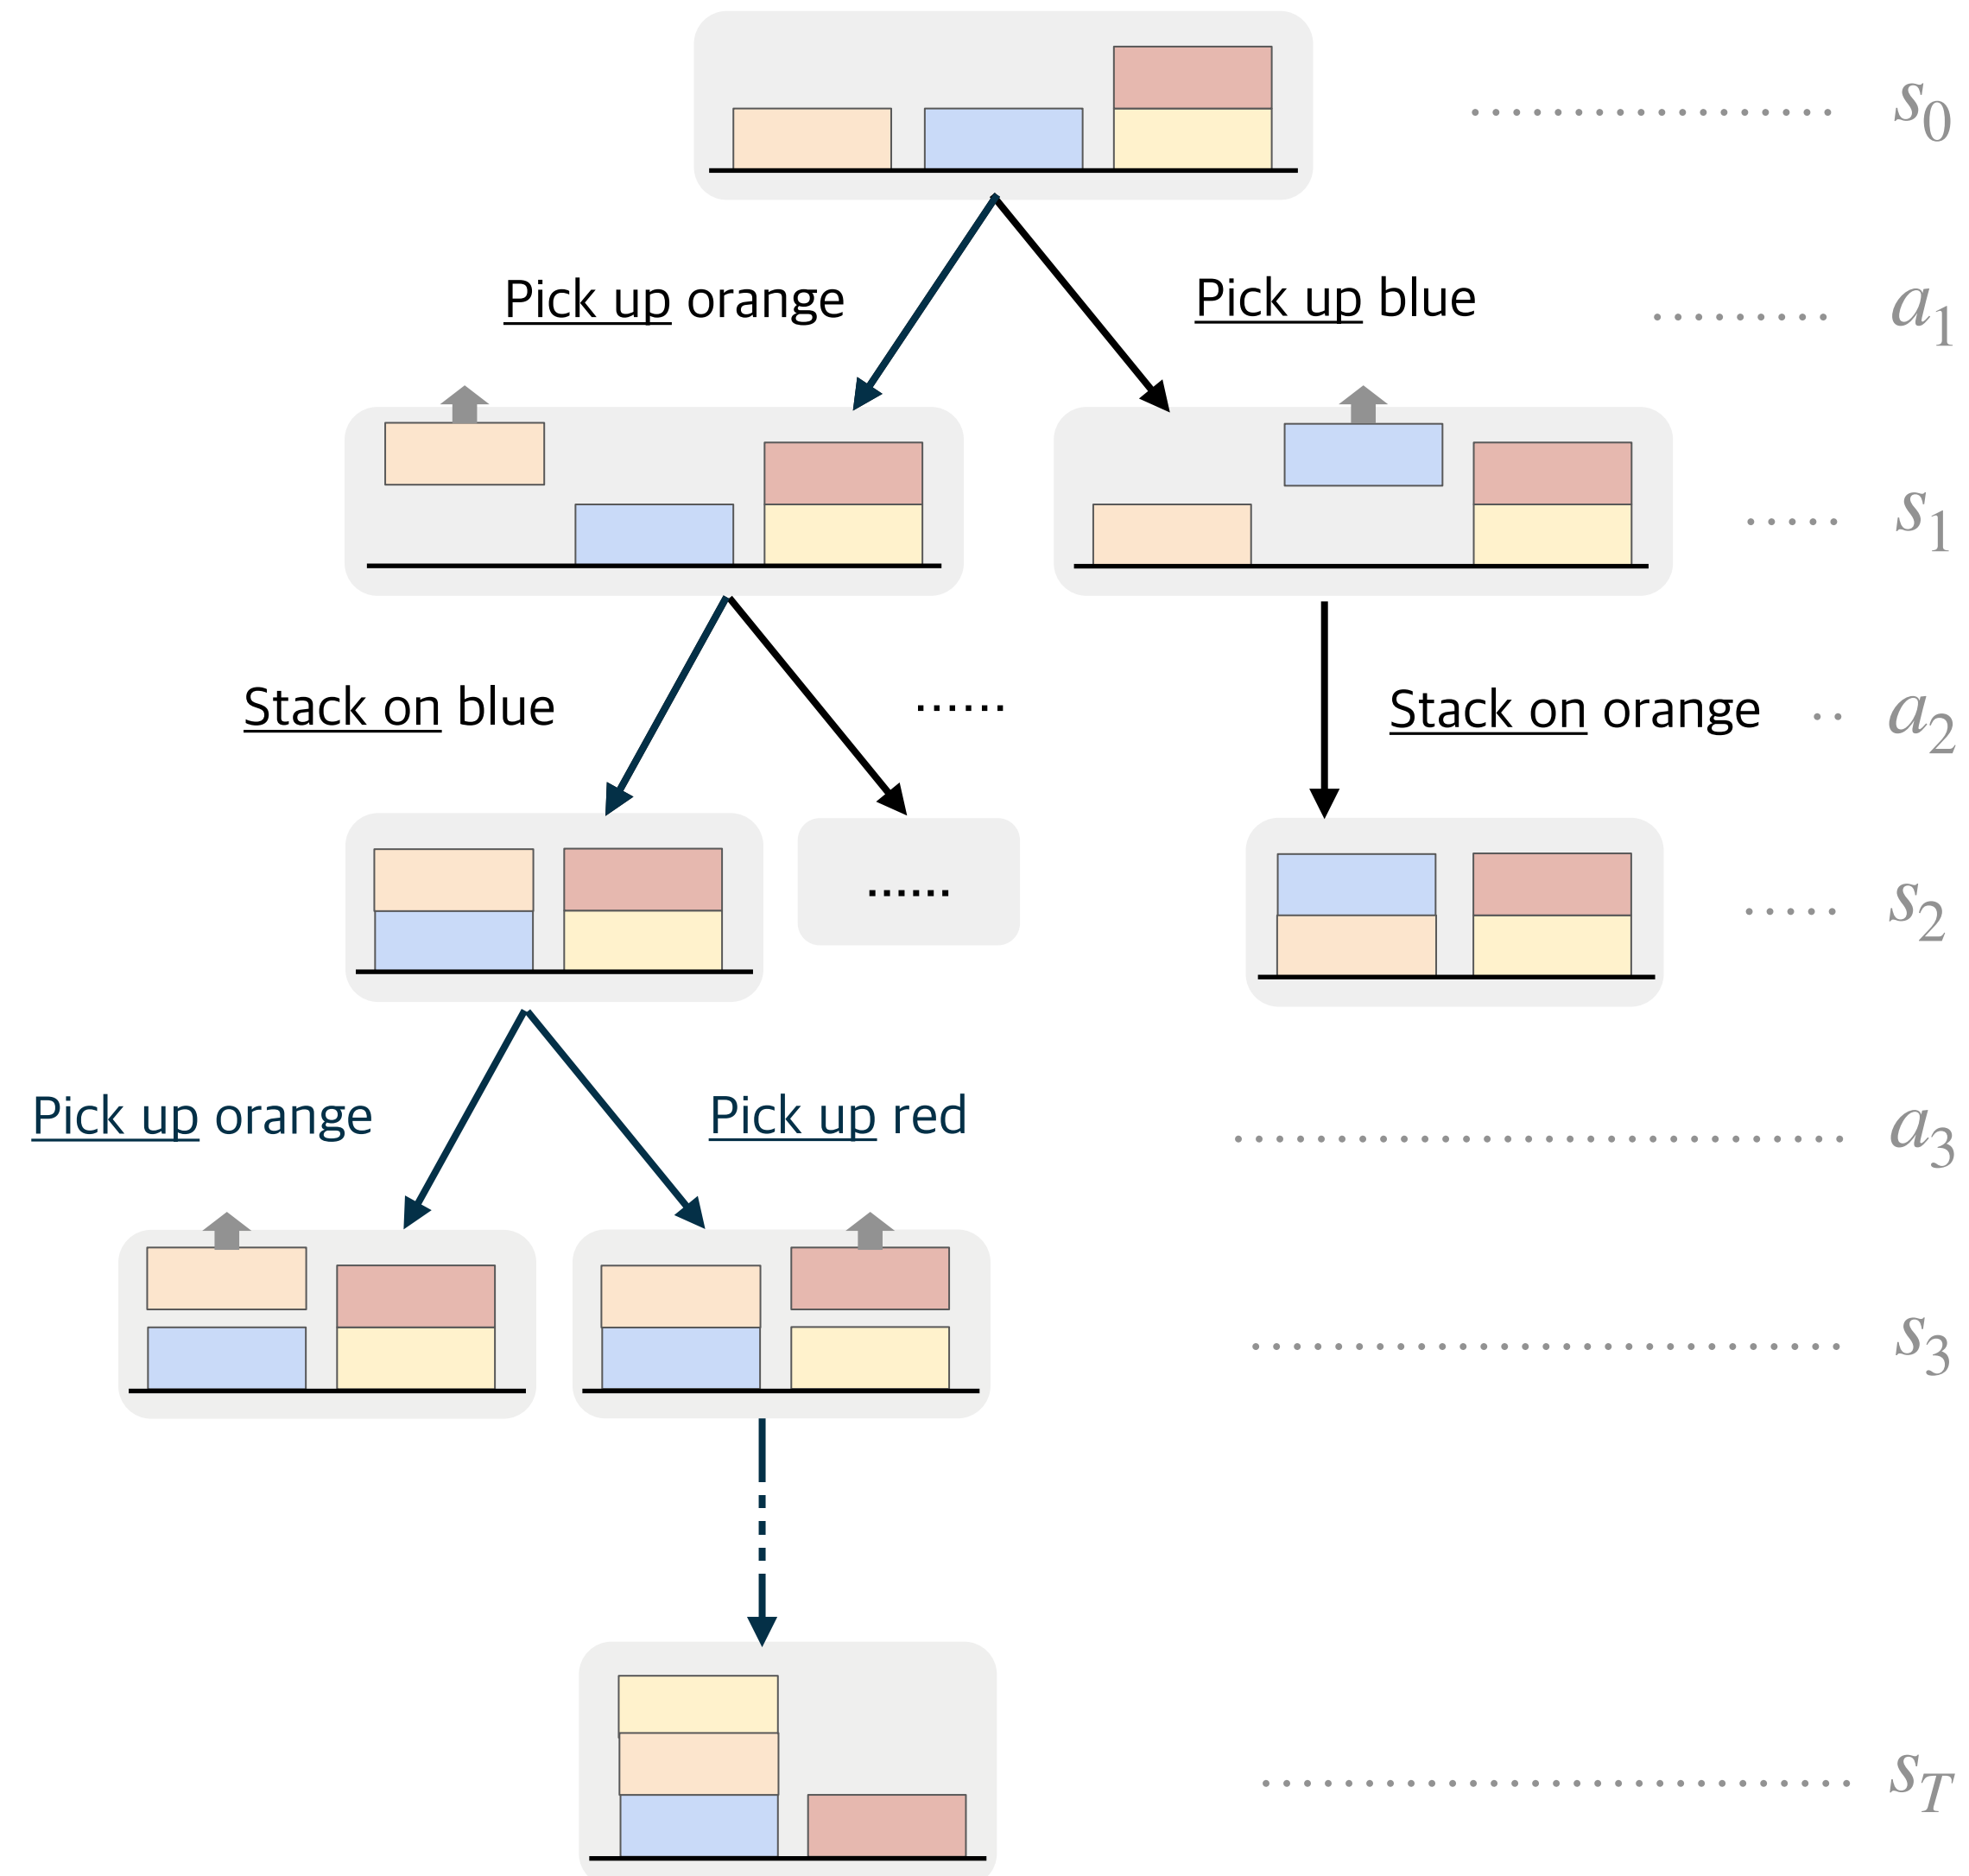 s0
Pick up orange
Pick up blue
a1
s1
Stack on blue
......
Stack on orange
a2
......
s2
Pick up orange
Pick up red
a3
s3
sT